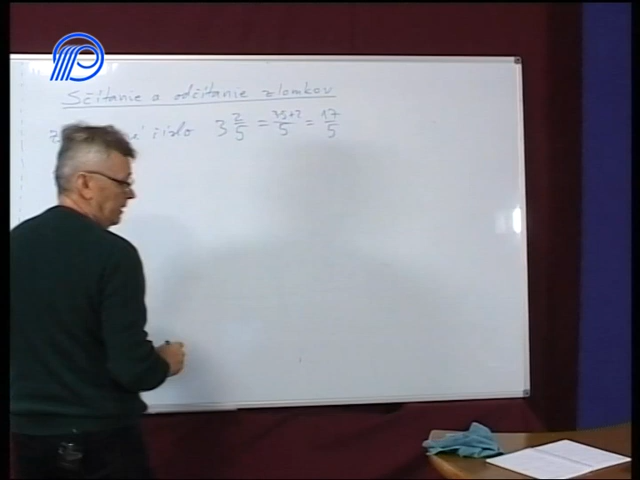 Sčítanie a odčítanie zlomkov
číslo 3 2/5 = 3·5+2/5 = 17/5